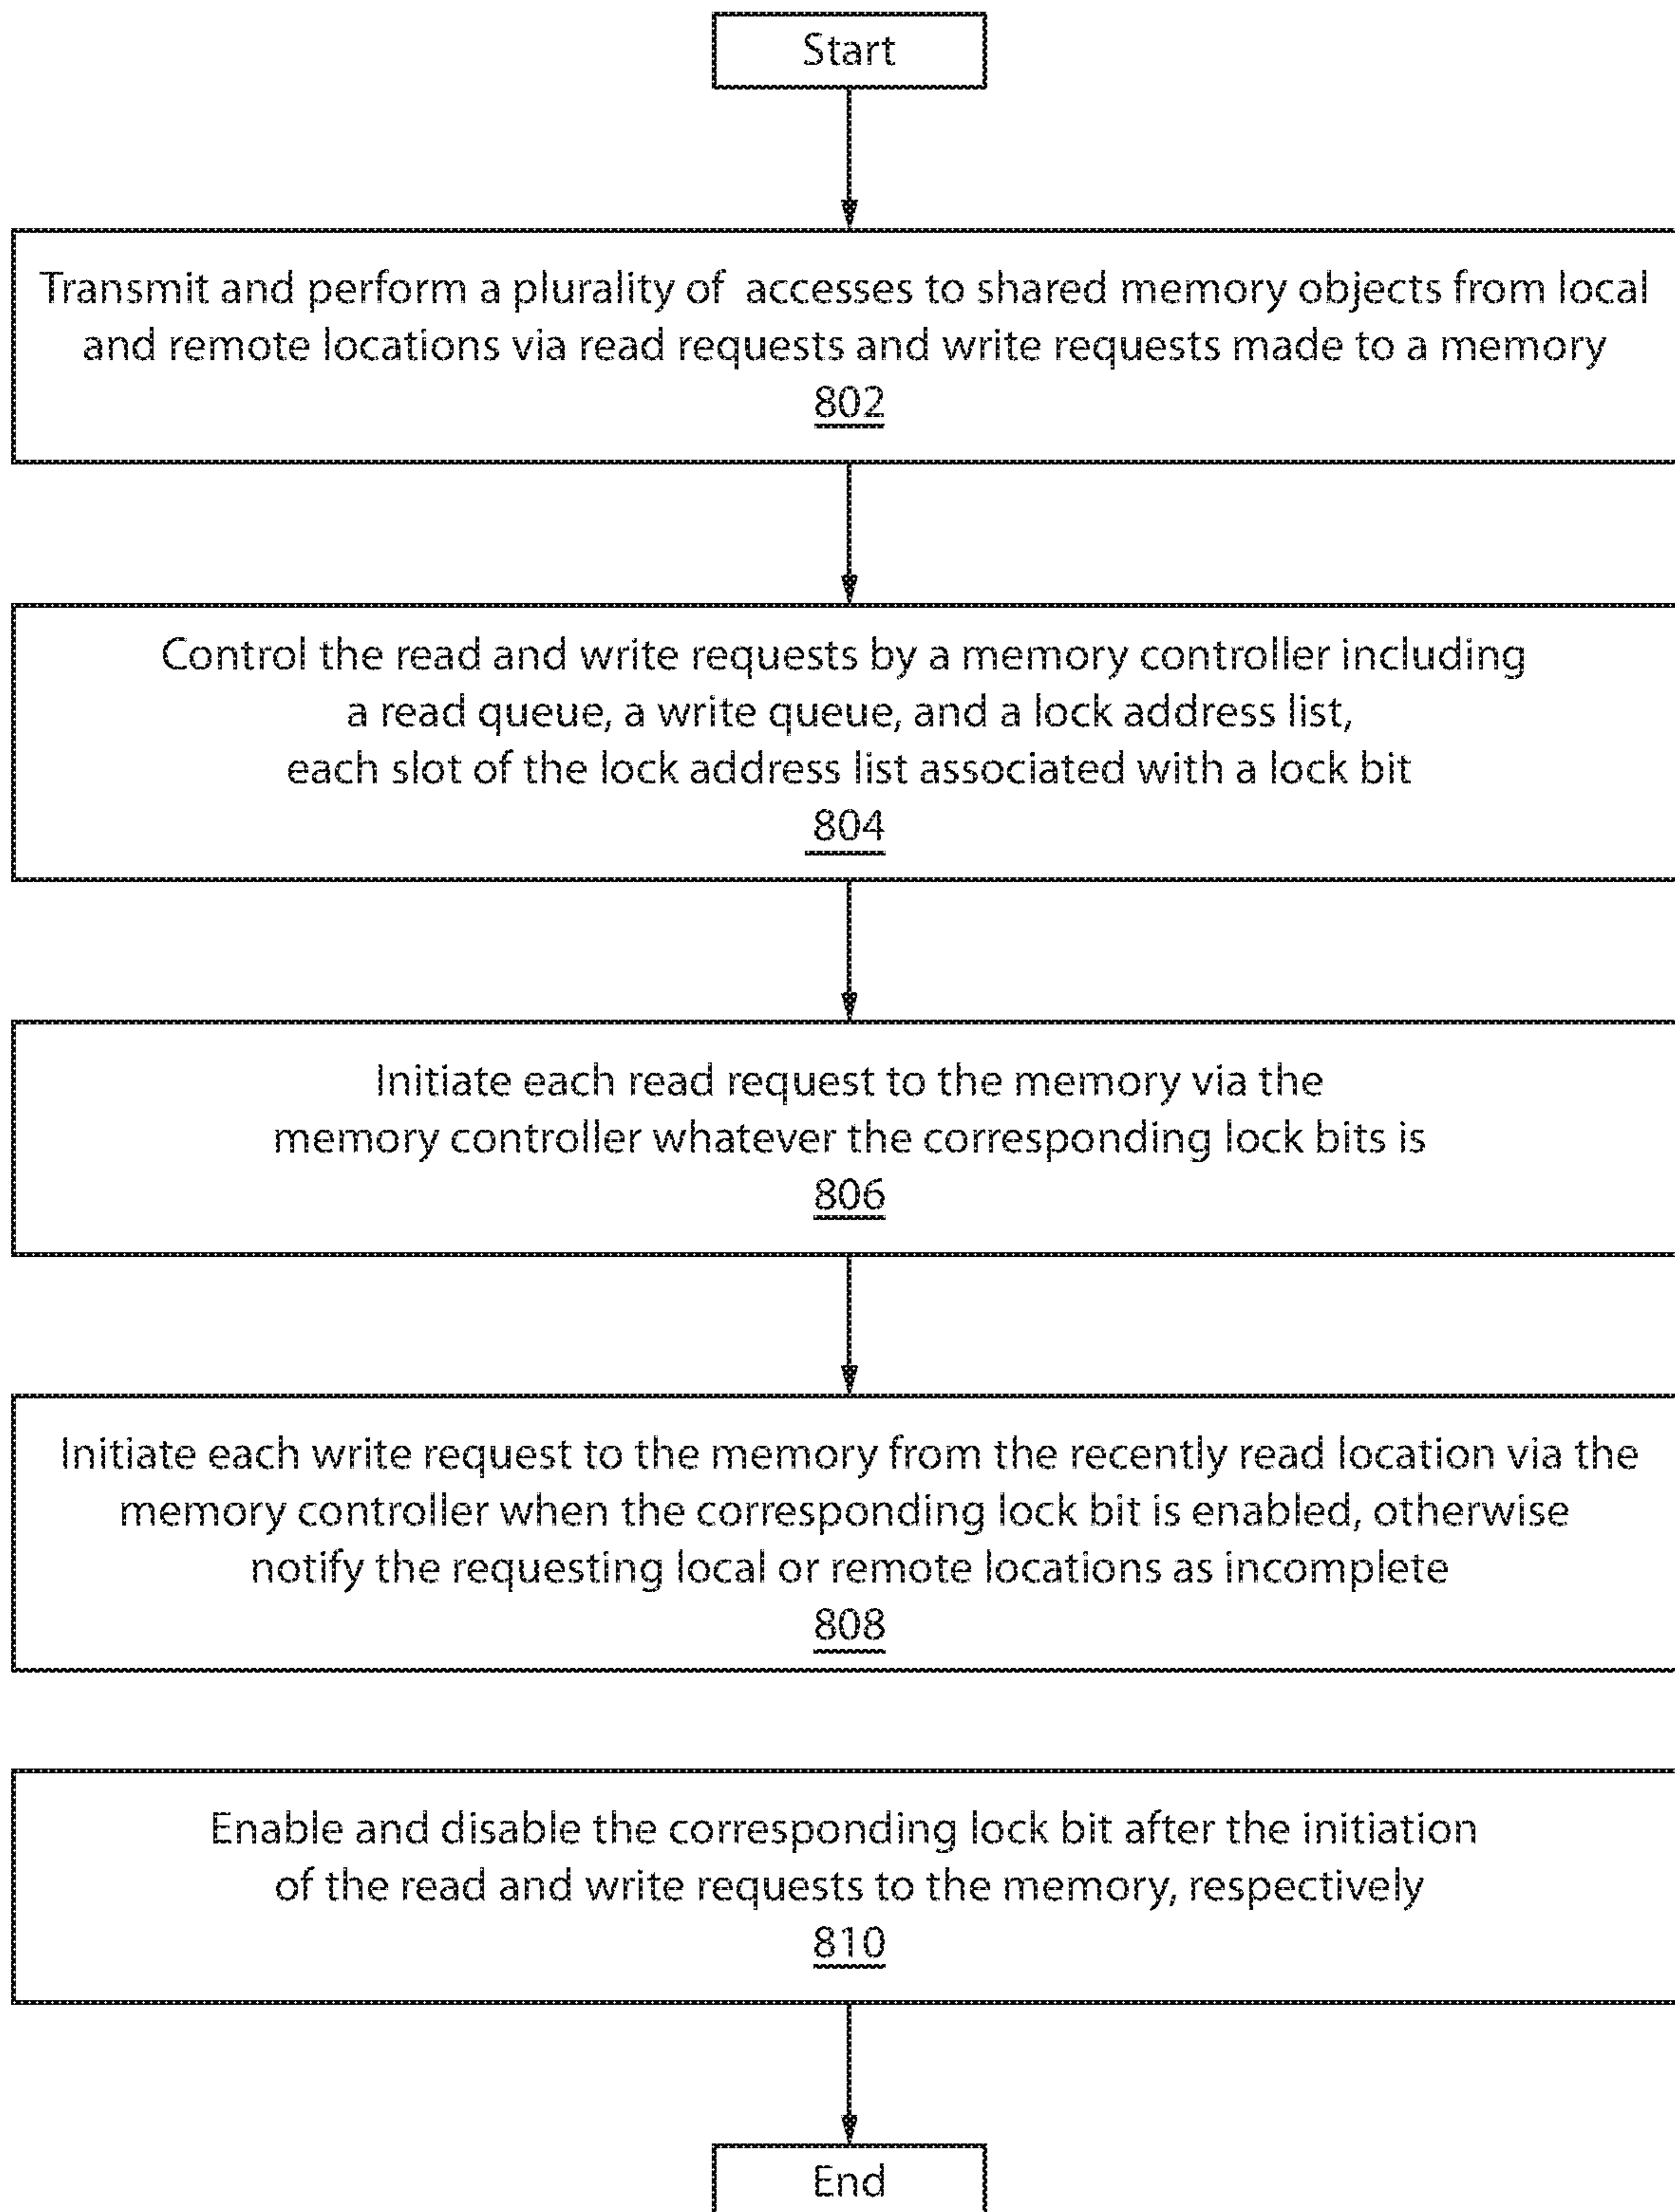 Start
Transmit and perform a plurality of accesses to shared memory objects from local
and remote locations via read requests and write requests made to a memory
802
Control the read and write requests by a memory controller including
a read queue, a write queue, and a lock address list,
each slot of the lock address list associated with a lock bit
804
Initiate each read request to the memory via the
memory controller whatever the corresponding lock bits is
806
Initiate each write request to the memory from the recently read location via the
memory controller when the corresponding lock bit is enabled, otherwise
notify the requesting local or remote locations as incomplete
808
Enable and disable the corresponding lock bit after the initiation
of the read and write requests to the memory, respectively
810
End